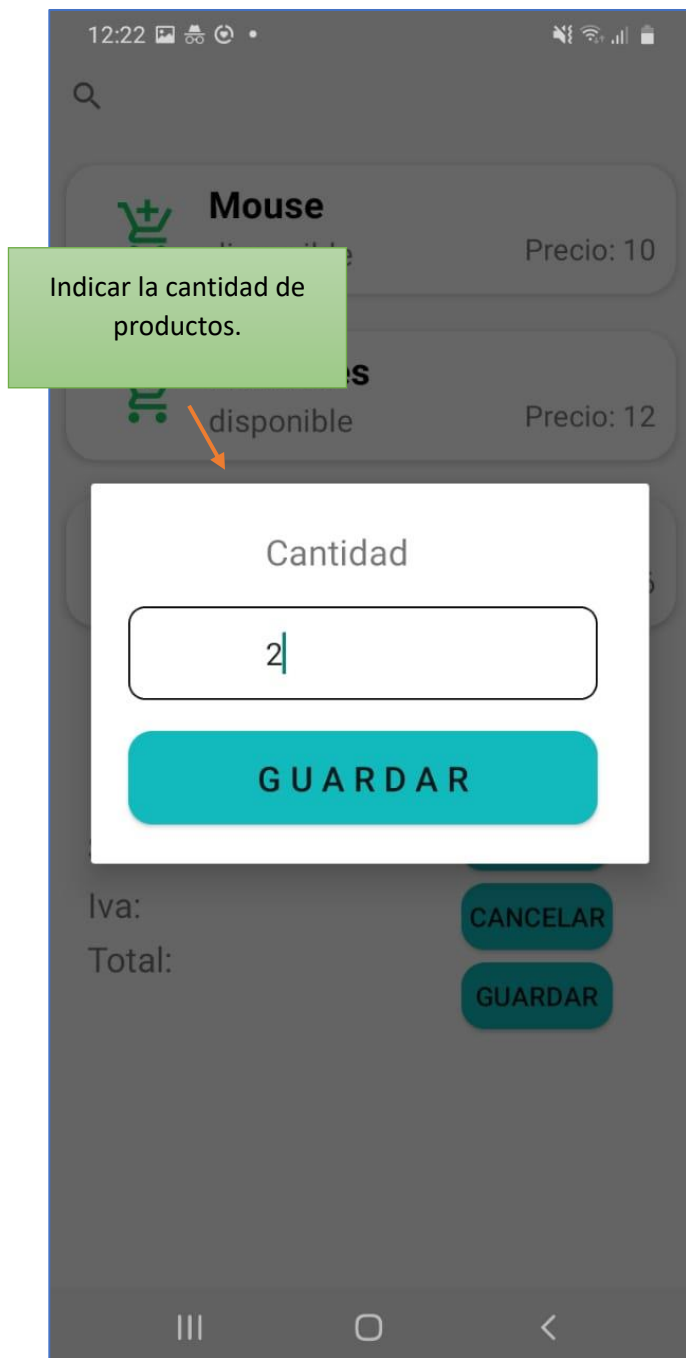 12:22
Mouse
Precio: 10
Indicar la cantidad de
productos.
disponible
Precio: 12
Cantidad
2
GUARDAR
Iva:
CANCELAR
Total:
GUARDAR